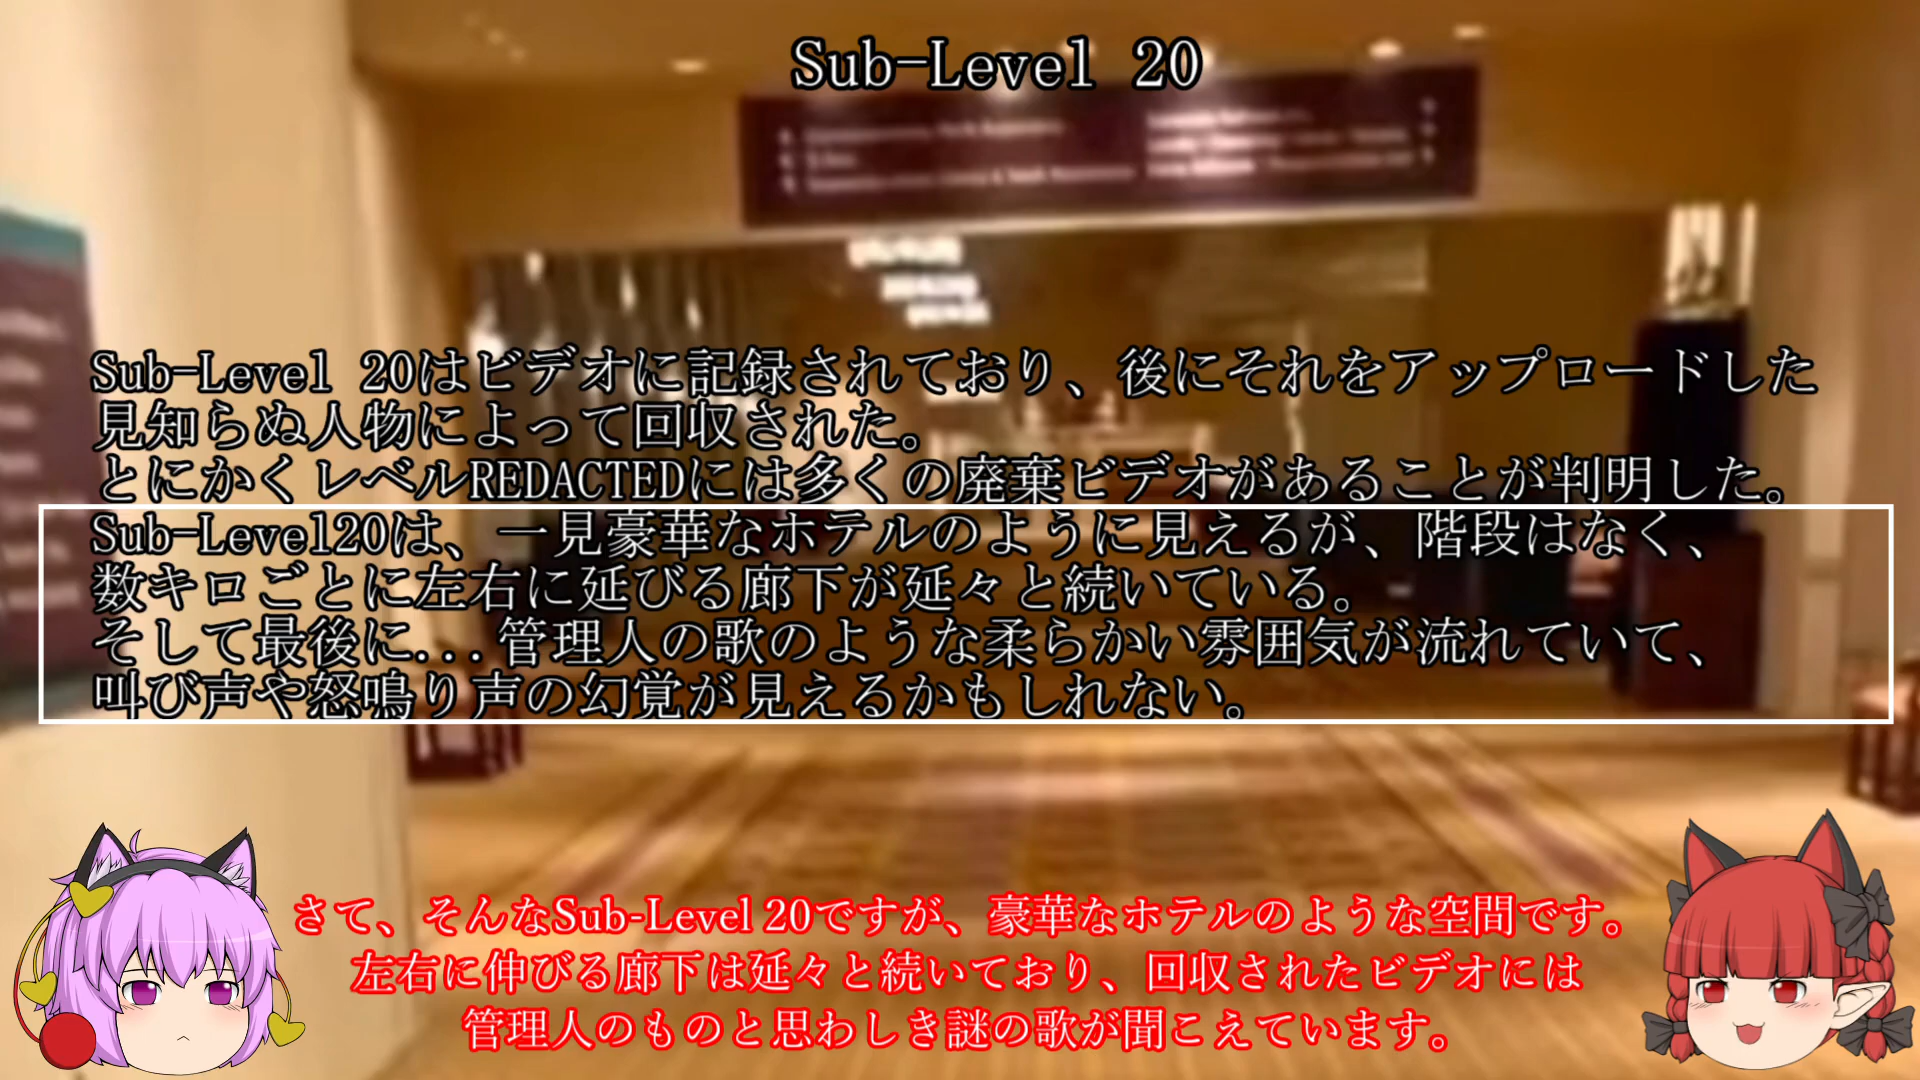 Sub-Level 20
Sub-Level 20はビデオに記録されており、後にそれをアップロードした
見知らぬ人物によって回収された。
とにかくレベルREDACTEDには多くの廃棄ビデオがあることが判明した。
Sub-Level20は、一見豪華なホテルのように見えるが、階段はなく、
数キロごとに左右に延びる廊下が延々と続いている。
そして最後に...管理人の歌のような柔らかい雰囲気が流れていて、
叫び声や怒鳴り声の幻覚が見えるかもしれない。
さて、そんなSub-Level 20ですが、豪華なホテルのような空間です。
左右に伸びる廊下は延々と続いており、回収されたビデオには
管理人のものと思わしき謎の歌が聞こえています。